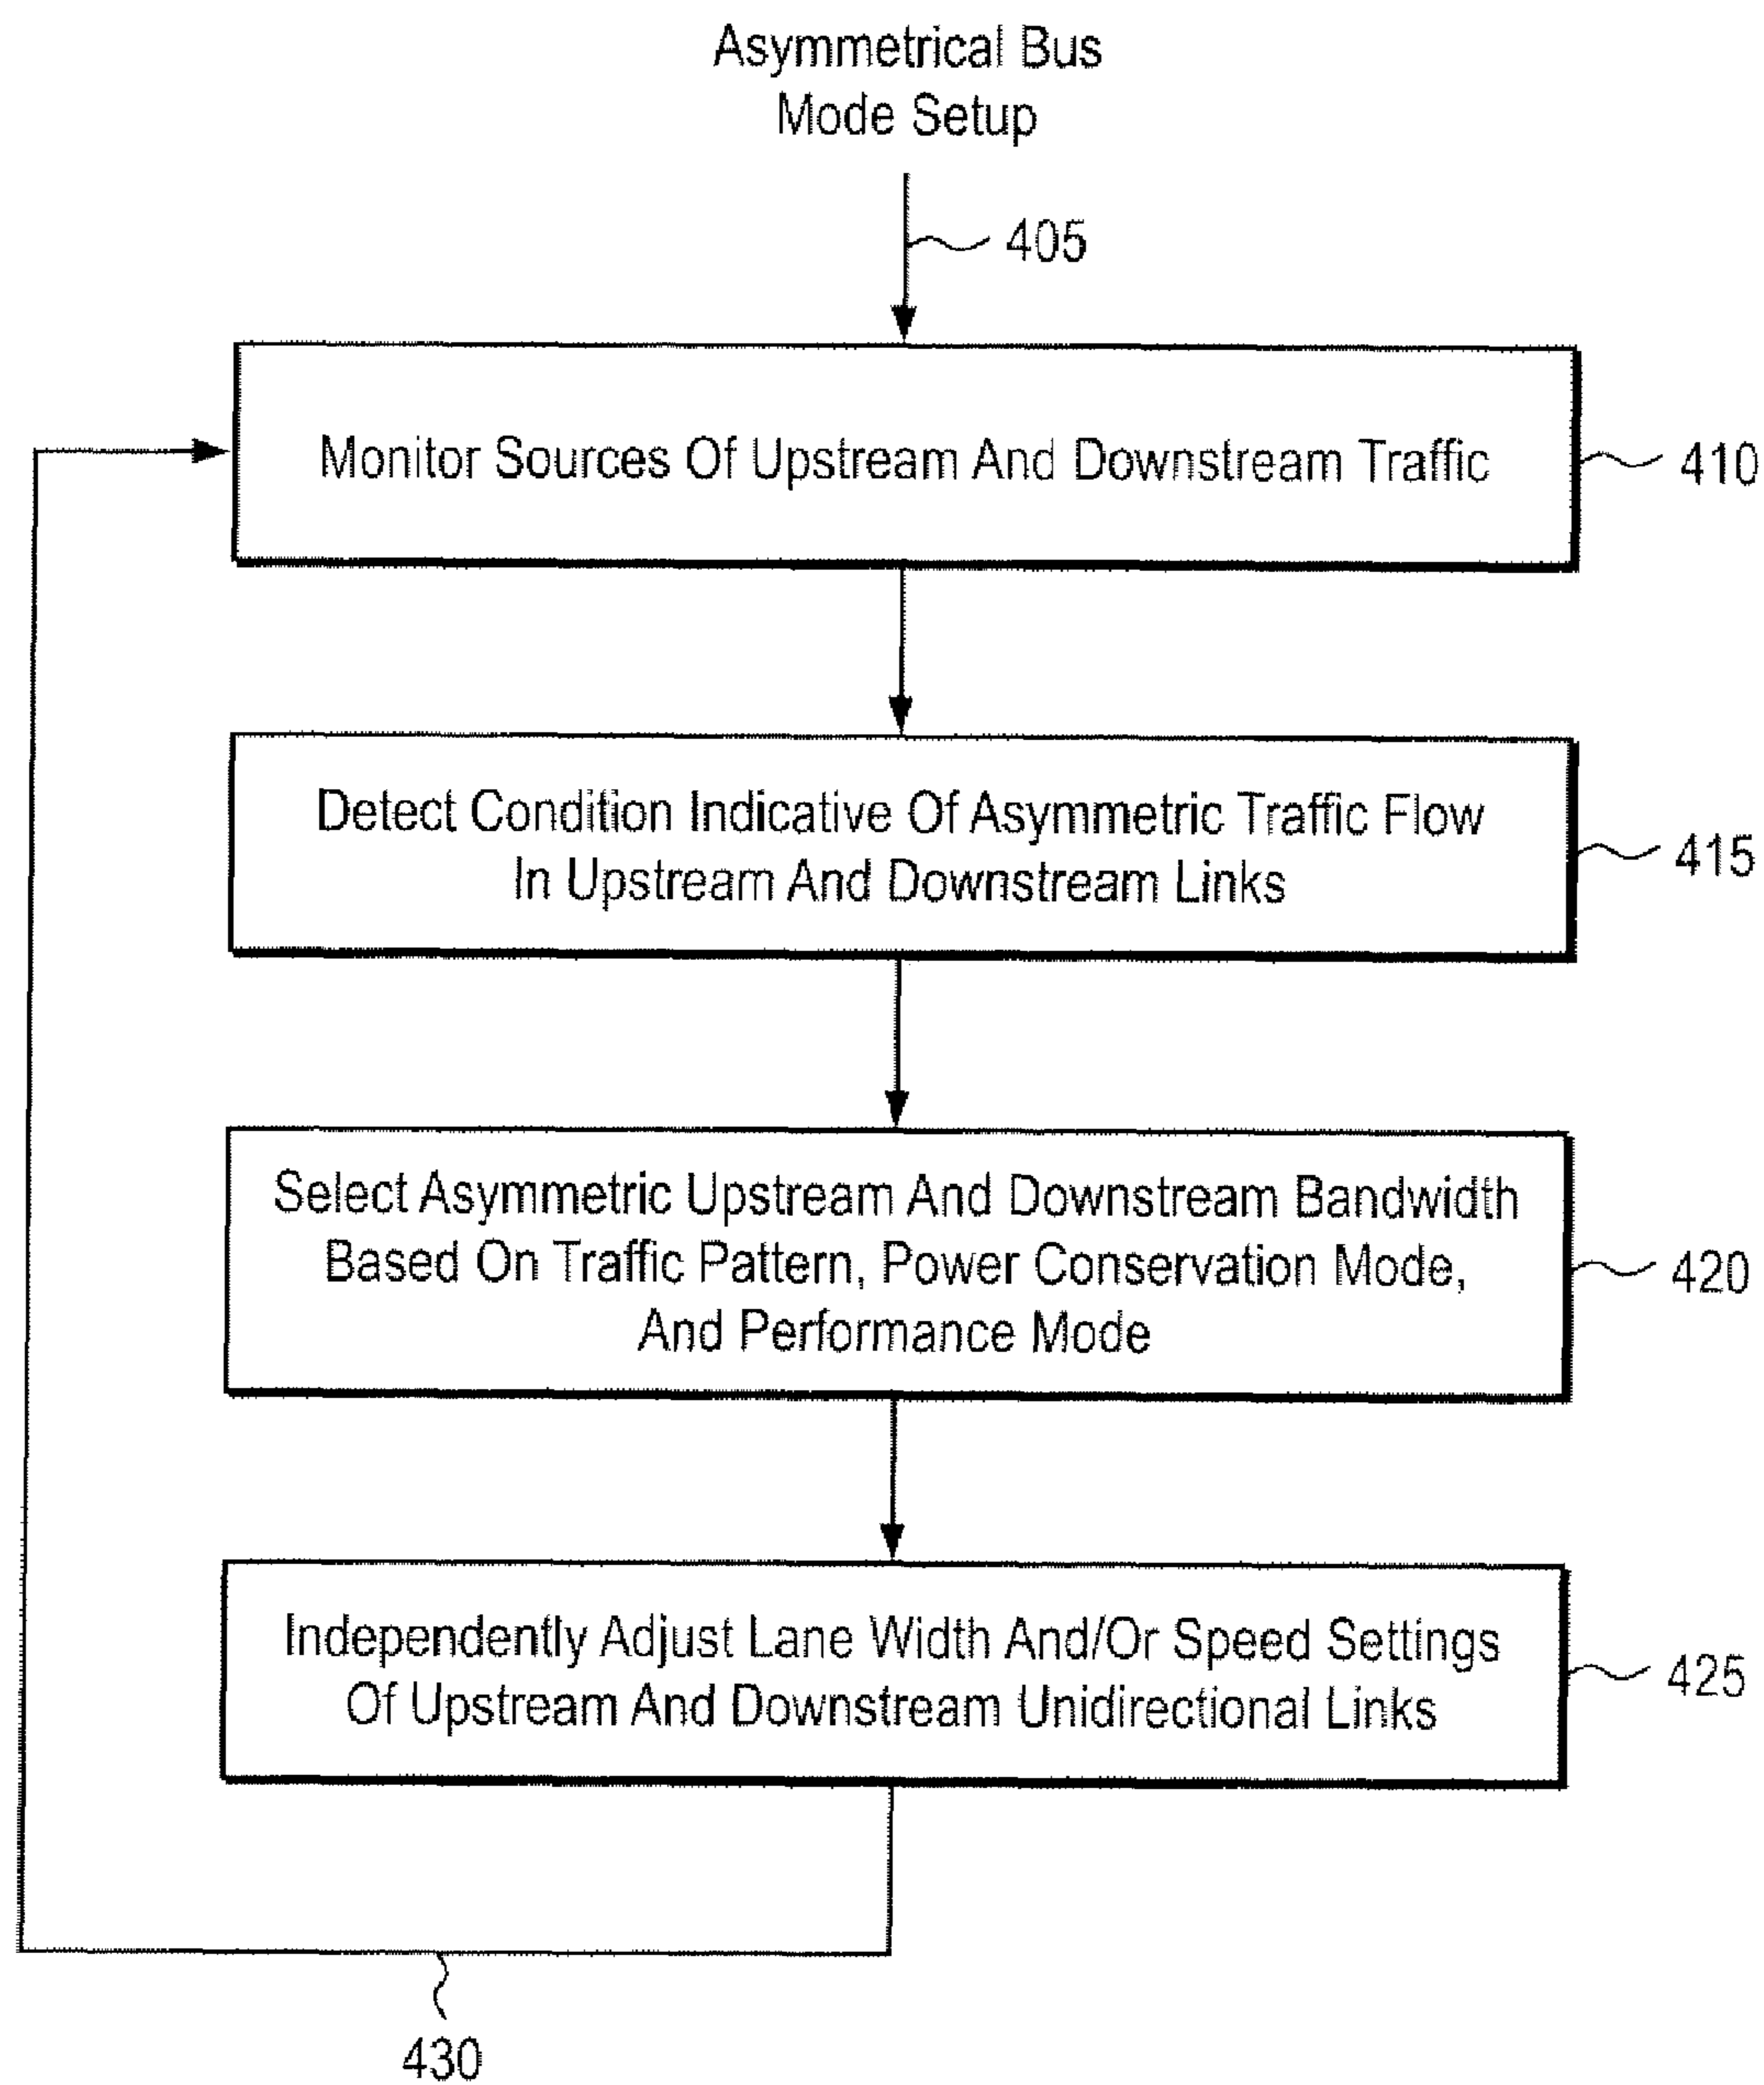 Asymmetrical Bus
Mode Setup
405
Monitor Sources Of Upstream And Downstream Traffic
410
Detect Condition Indicative Of Asymmetric Traffic Flow
In Upstream And Downstream Links
415
Select Asymmetric Upstream And Downstream Bandwidth
Based On Traffic Pattern, Power Conservation Mode,
And Performance Mode
420
Independently Adjust Lane Width And/Or Speed Settings
Of Upstream And Downstream Unidirectional Links
425
430